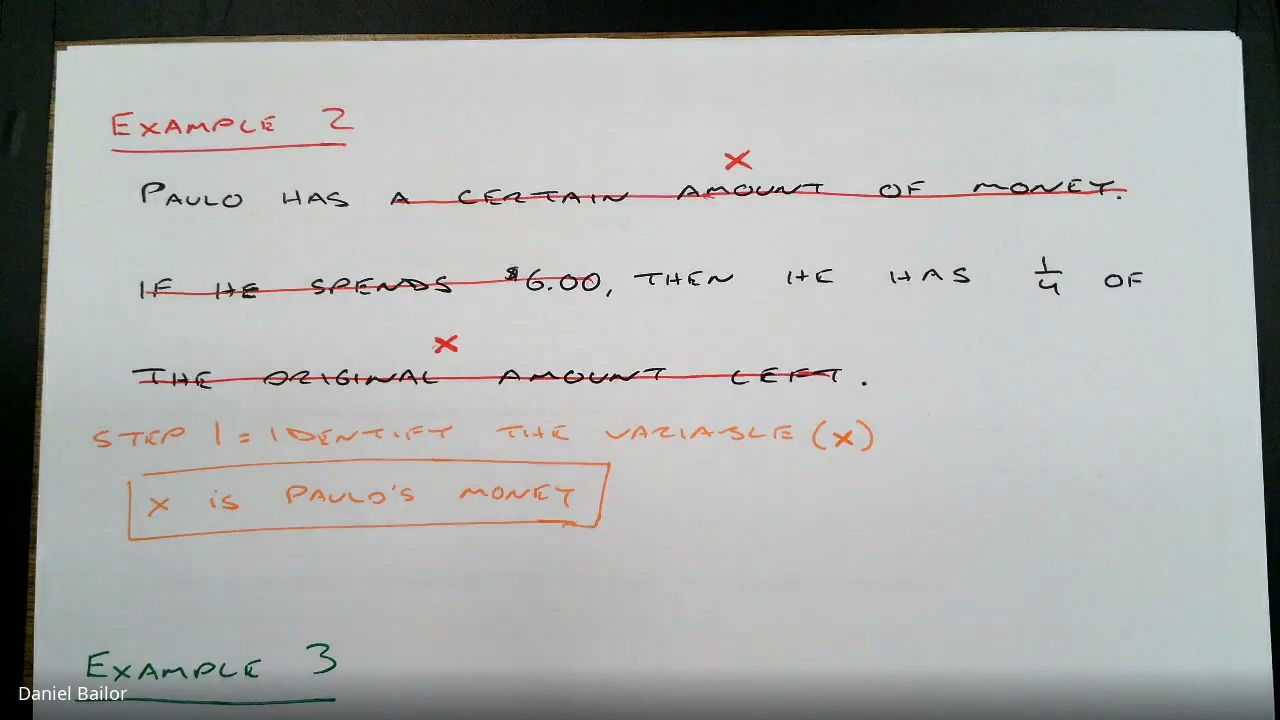 EXAMPLE 2
x
PAULO HAS A CERTAIN AMOUNT OF MONEY.
IF HE SPENDS $6.00, THEN HE HAS 1/4 OF
x
THE ORIGINAL AMOUNT LEFT.
STEP 1 = IDENTIFY THE VARIABLE (x)
x is PAULO'S MONEY
EXAMPLE 3
Daniel Bailor